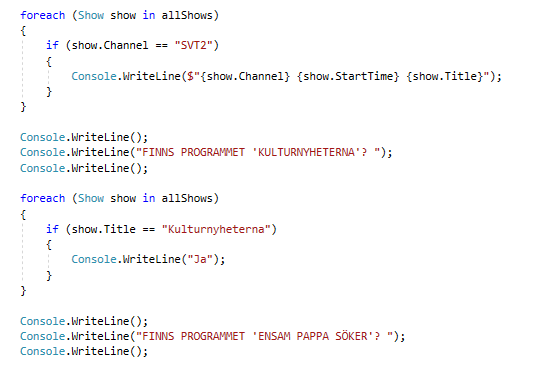 foreach (Show show in allShows)
{
if (show.Channel == "SVT2")
{
Console.WriteLine($"{show.Channel} {show.StartTime} {show.Title}");
}
}
Console.WriteLine();
Console.WriteLine("FINNS PROGRAMMET 'KULTURNYHETERNA'? ");
Console.WriteLine();
foreach (Show show in allShows)
{
if (show.Title == "Kulturnyheterna")
{
Console.WriteLine("Ja");
}
}
Console.WriteLine();
Console.WriteLine("FINNS PROGRAMMET 'ENSAM PAPPA SÖKER'? ");
Console.WriteLine();